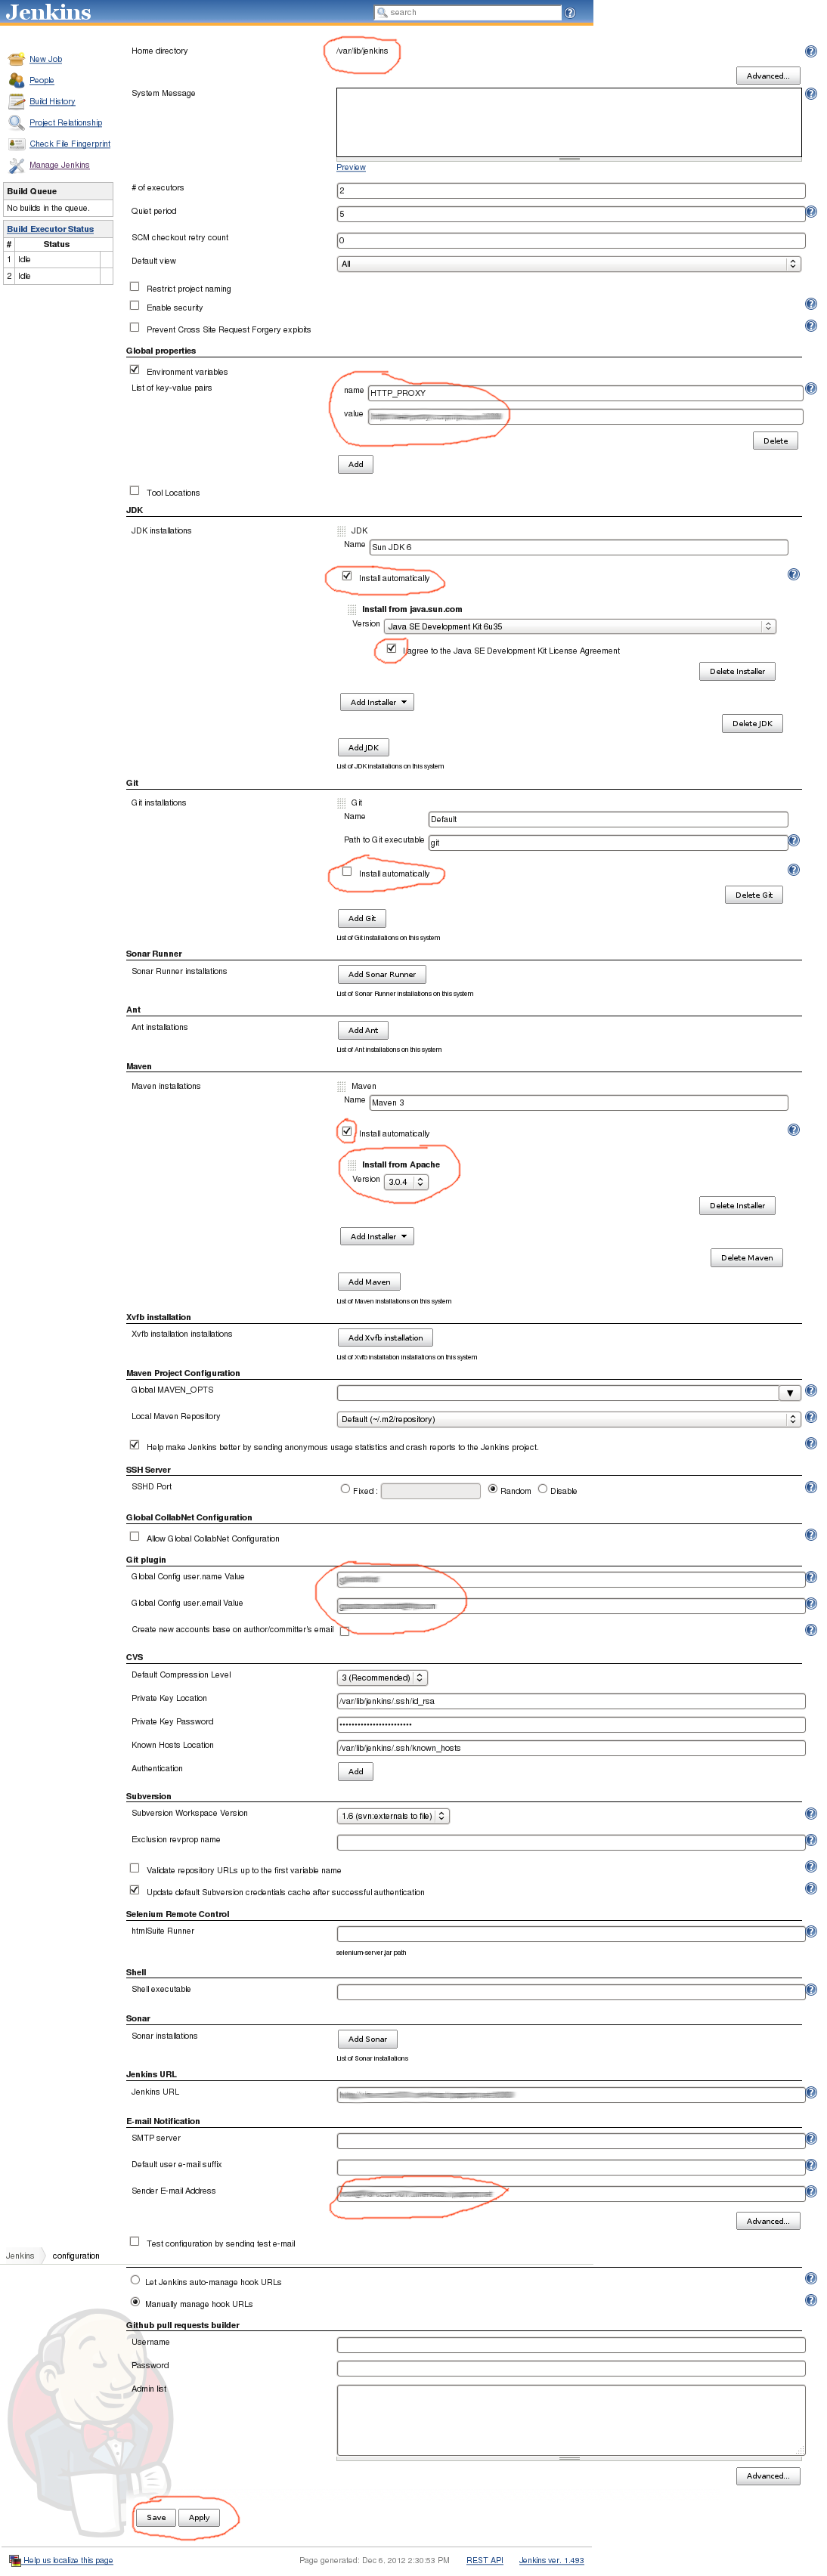 Jenkins
search
New Job
People
Build History
Project Relationship
Check File Fingerprint
Manage Jenkins
Build Queue
No builds in the queue.
Build Executor Status
# Status
1 Idle
2 Idle
Home directory /var/lib/jenkins
Advanced...
System Message
Preview
# of executors 2
Quiet period 5
SCM checkout retry count 0
Default view All
Restrict project naming
Enable security
Prevent Cross Site Request Forgery exploits
Global properties
Environment variables
List of key-value pairs name HTTP_PROXY
value
Delete
Add
Tool Locations
JDK
JDK installations JDK
Name Sun JDK 6
Install automatically
Install from java.sun.com
Version Java SE Development Kit 6u35
I agree to the Java SE Development Kit License Agreement
Delete Installer
Add Installer
Delete JDK
Add JDK
List of JDK installations on this system
Git
Git installations Git
Name Default
Path to Git executable git
Install automatically
Delete Git
Add Git
List of Git installations on this system
Sonar Runner
Sonar Runner installations Add Sonar Runner
List of Sonar Runner installations on this system
Ant
Ant installations Add Ant
List of Ant installations on this system
Maven
Maven installations Maven
Name Maven 3
Install automatically
Install from Apache
Version 3.0.4
Delete Installer
Add Installer
Delete Maven
Add Maven
List of Maven installations on this system
Xvfb installation
Xvfb installation installations Add Xvfb installation
List of Xvfb installation installations on this system
Maven Project Configuration
Global MAVEN_OPTS
Local Maven Repository Default (~/.m2/repository)
Help make Jenkins better by sending anonymous usage statistics and crash reports to the Jenkins project.
SSH Server
SSHD Port Fixed : Random Disable
Global CollabNet Configuration
Allow Global CollabNet Configuration
Git plugin
Global Config user.name Value
Global Config user.email Value
Create new accounts base on author/committer's email
CVS
Default Compression Level 3 (Recommended)
Private Key Location /var/lib/jenkins/.ssh/id_rsa
Private Key Password
Known Hosts Location /var/lib/jenkins/.ssh/known_hosts
Authentication Add
Subversion
Subversion Workspace Version 1.6 (svn:externals to file)
Exclusion revprop name
Validate repository URLs up to the first variable name
Update default Subversion credentials cache after successful authentication
Selenium Remote Control
htmlSuite Runner
selenium-server.jar path
Shell
Shell executable
Sonar
Sonar installations Add Sonar
List of Sonar installations
Jenkins URL
Jenkins URL
E-mail Notification
SMTP server
Default user e-mail suffix
Sender E-mail Address
Advanced...
Test configuration by sending test e-mail
Jenkins configuration
Let Jenkins auto-manage hook URLs
Manually manage hook URLs
Github pull requests builder
Username
Password
Admin list
Advanced...
Save Apply
Help us localize this page Page generated: Dec 6, 2012 2:30:53 PM REST API Jenkins ver. 1.493